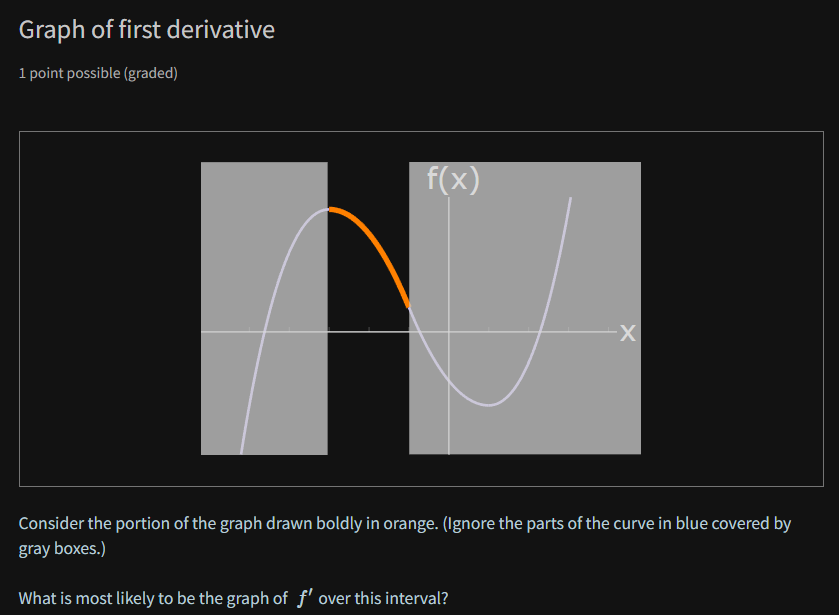 Graph of first derivative
1 point possible (graded)
f(x)
x
Consider the portion of the graph drawn boldly in orange. (Ignore the parts of the curve in blue covered by
gray boxes.)
What is most likely to be the graph of f′ over this interval?